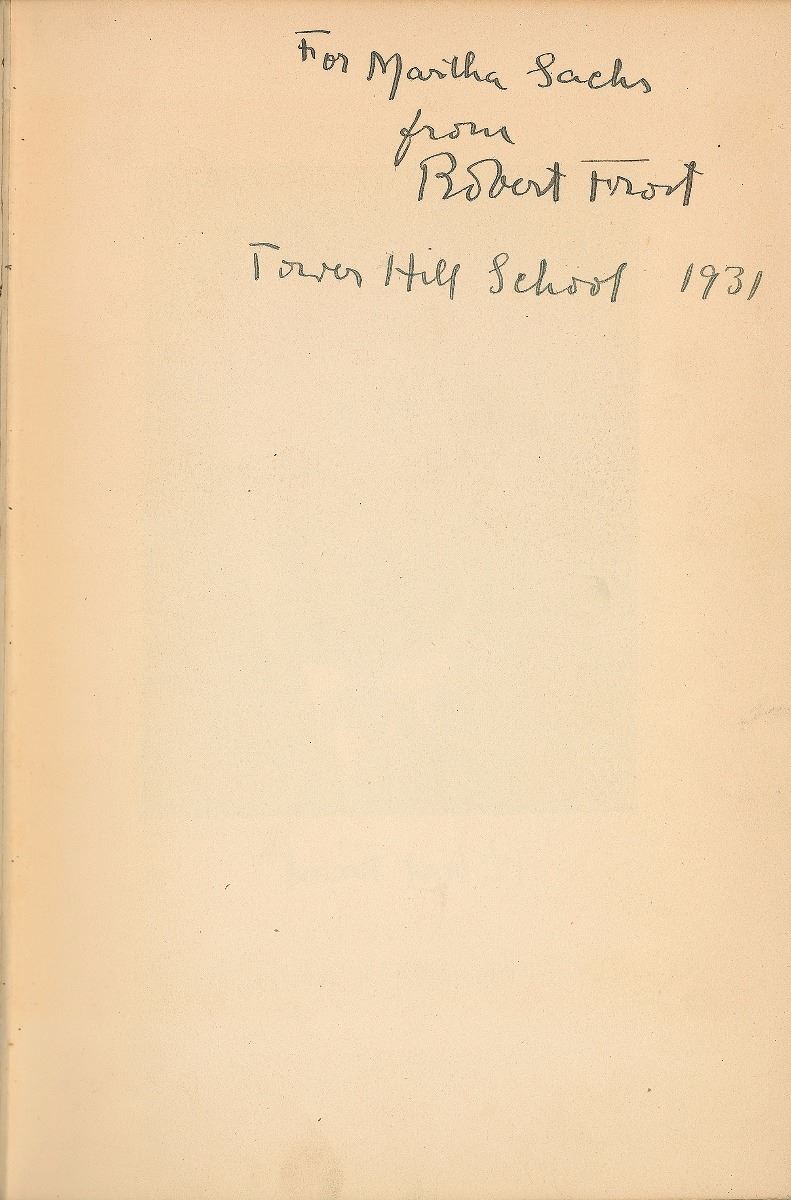 For Martha Sachs
from
Robert Frost
Tower Hill School 1931